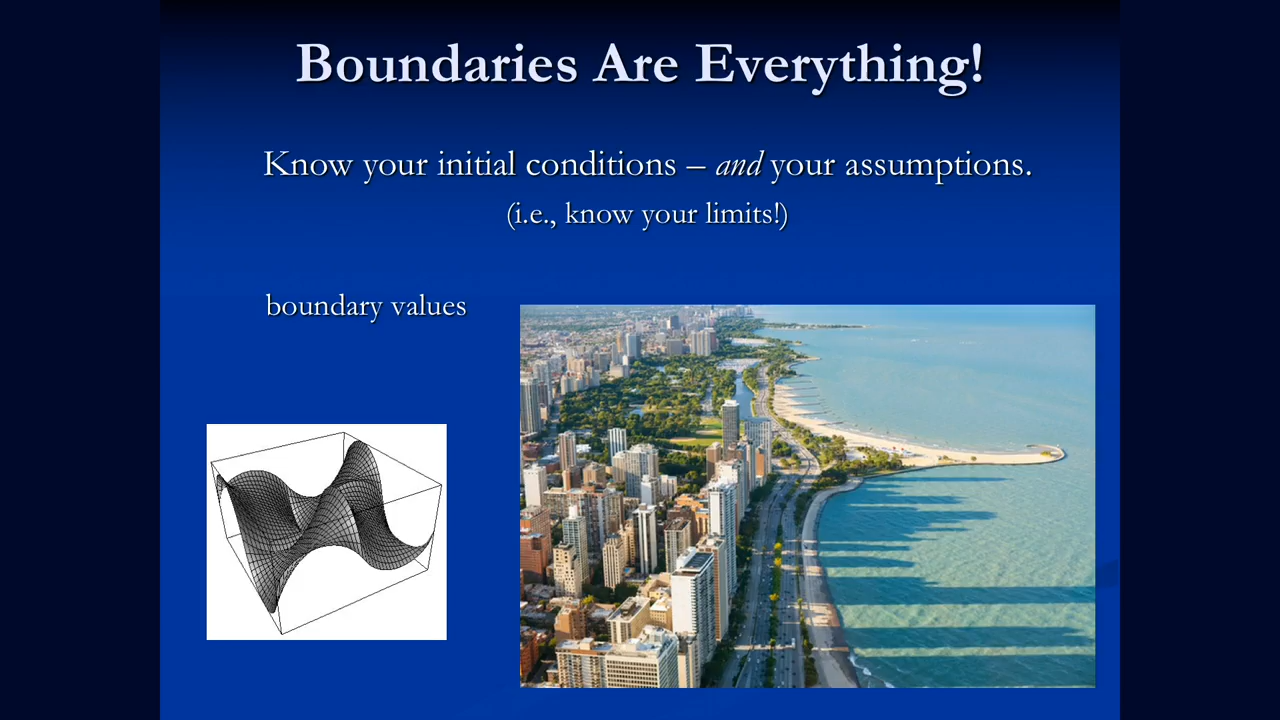 Boundaries Are Everything!
Know your initial conditions – and your assumptions.
(i.e., know your limits!)
boundary values